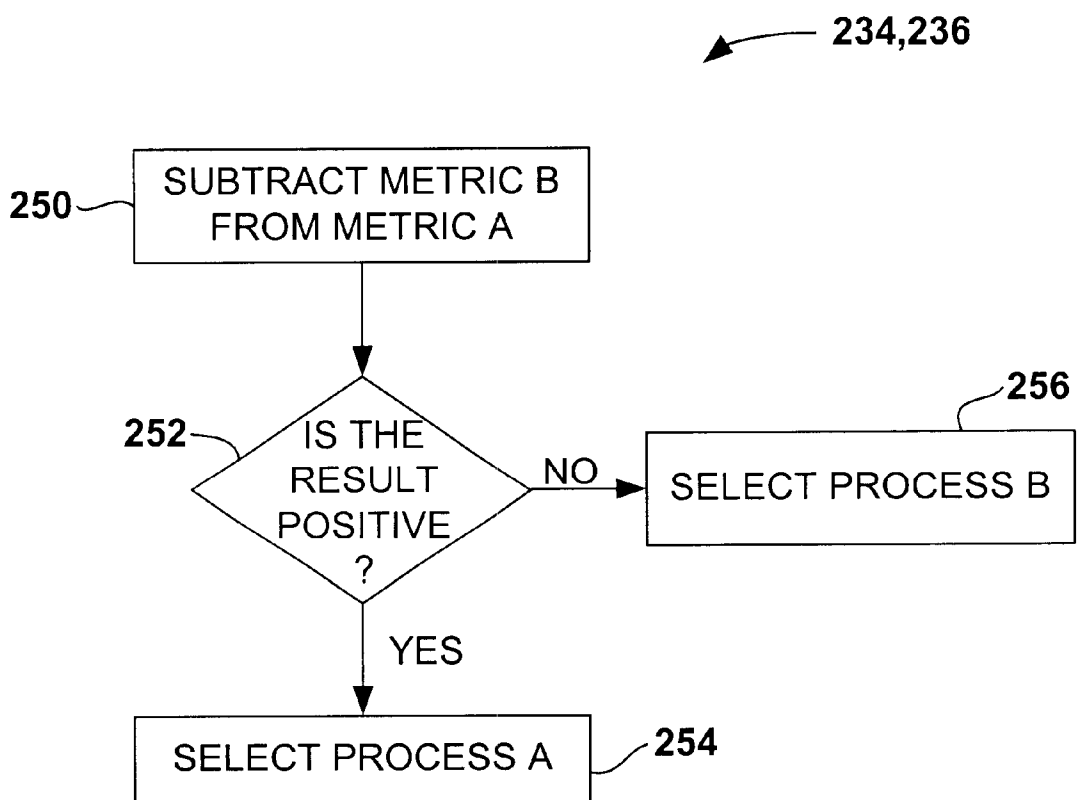 234,236
SUBTRACT METRIC B
FROM METRIC A
250
252
IS THE
RESULT
POSITIVE
?
NO
256
SELECT PROCESS B
YES
SELECT PROCESS A
254